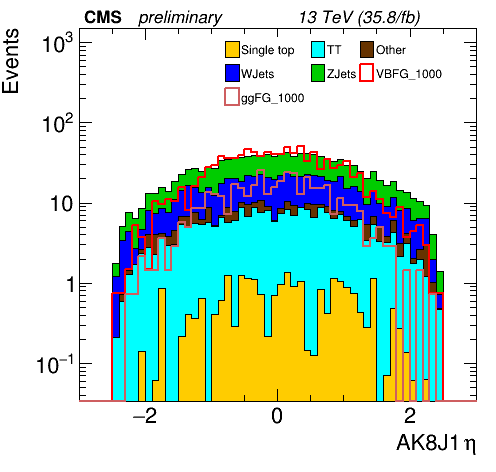 CMS preliminary 13 TeV (35.8/fb)
Events
Single top TT Other
WJets ZJets VBFG_1000
ggFG_1000
10³
10²
10
1
10⁻¹
−2 0 2
AK8J1 η